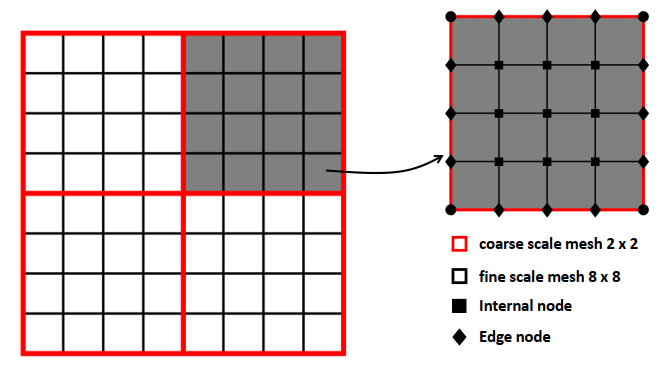 coarse scale mesh 2 x 2
fine scale mesh 8 x 8
Internal node
Edge node